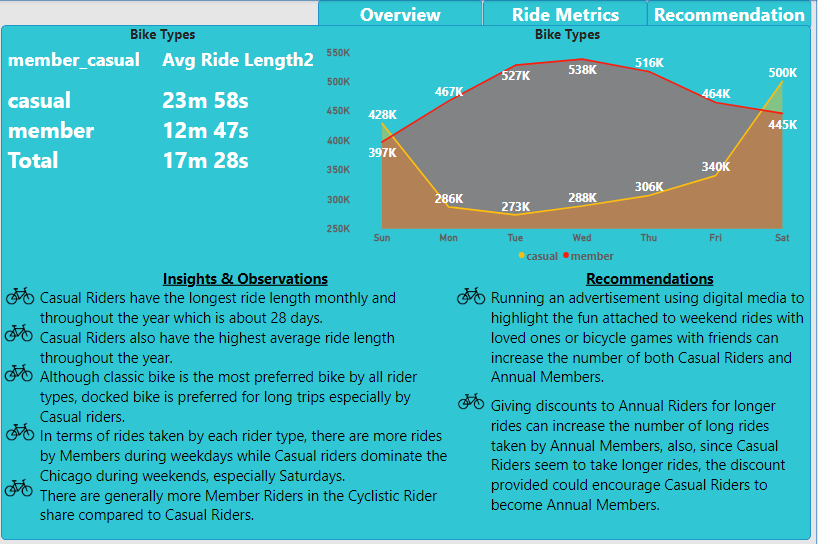 Overview
Ride Metrics
Recommendation
Bike Types
member_casual Avg Ride Length2
casual 23m 58s
member 12m 47s
Total 17m 28s
Bike Types
550K
500K
450K
400K
350K
300K
250K
428K
397K
467K
286K
527K
273K
538K
288K
516K
306K
464K
340K
500K
445K
Sun Mon Tue Wed Thu Fri Sat
casual member
Insights & Observations
Casual Riders have the longest ride length monthly and
throughout the year which is about 28 days.
Casual Riders also have the highest average ride length
throughout the year.
Although classic bike is the most preferred bike by all rider
types, docked bike is preferred for long trips especially by
Casual riders.
In terms of rides taken by each rider type, there are more rides
by Members during weekdays while Casual riders dominate the
Chicago during weekends, especially Saturdays.
There are generally more Member Riders in the Cyclistic Rider
share compared to Casual Riders.
Recommendations
Running an advertisement using digital media to
highlight the fun attached to weekend rides with
loved ones or bicycle games with friends can
increase the number of both Casual Riders and
Annual Members.
Giving discounts to Annual Riders for longer
rides can increase the number of long rides
taken by Annual Members, also, since Casual
Riders seem to take longer rides, the discount
provided could encourage Casual Riders to
become Annual Members.